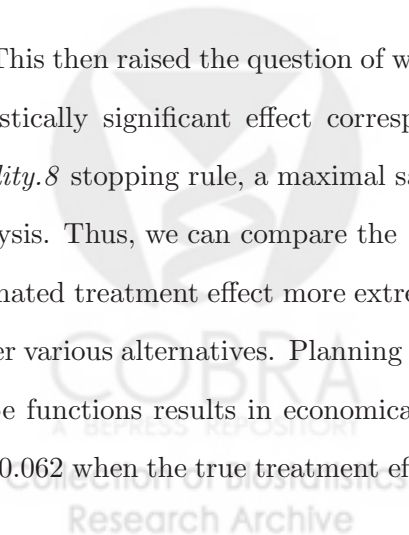 This then raised the question of w
stically significant effect corresp
lity.8 stopping rule, a maximal sa
ysis. Thus, we can compare the
nated treatment effect more extre
er various alternatives. Planning
COBRA
e functions results in economica
A BEPRESS REPOSITORY
0.062 when the true treatment ef
Collection of Biostatistics
Research Archive